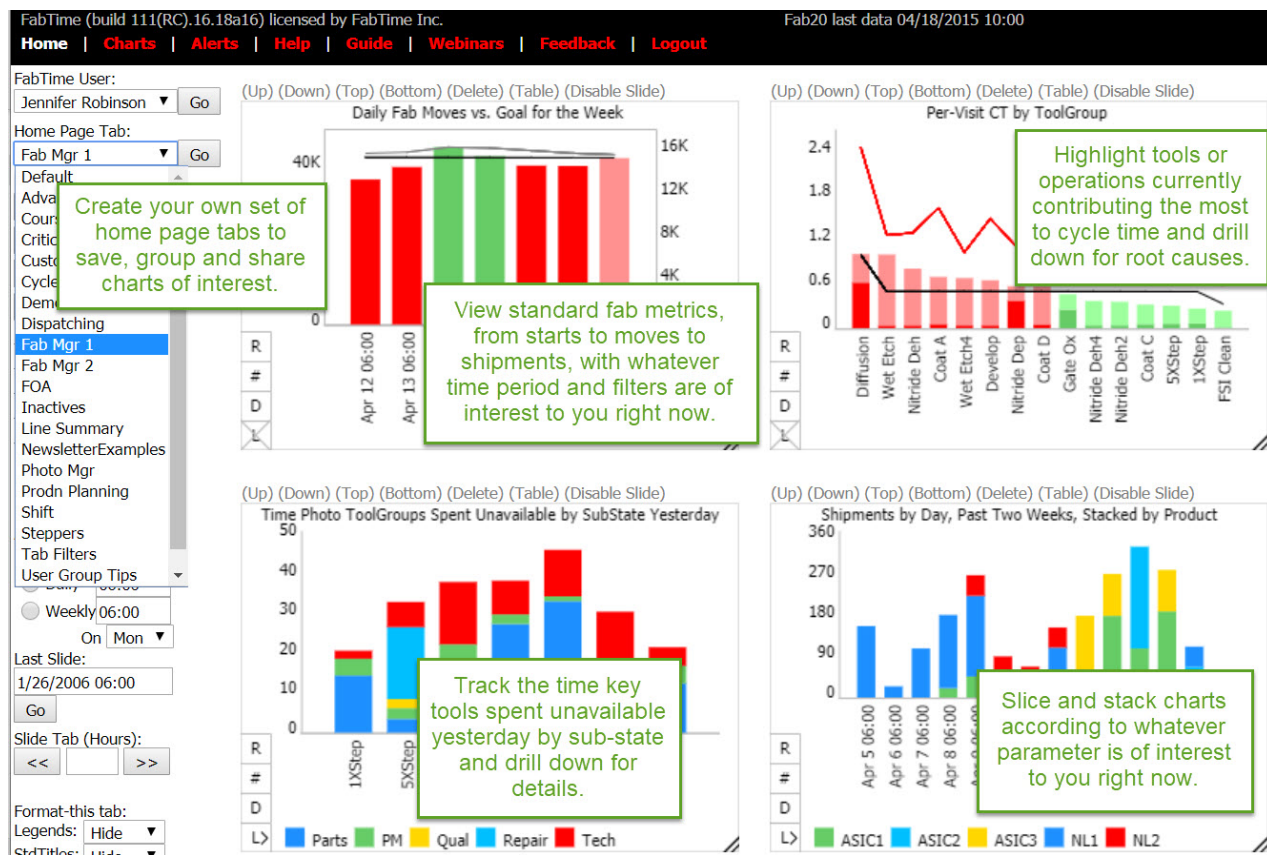 FabTime (build 111(RC).16.18a16) licensed by FabTime Inc.
Fab20 last data 04/18/2015 10:00
Home | Charts | Alerts | Help | Guide | Webinars | Feedback | Logout
FabTime User:
Jennifer Robinson
Go
Home Page Tab:
Fab Mgr 1
Go
Default
Dispatching
Fab Mgr 1
Fab Mgr 2
FOA
Inactives
Line Summary
NewsletterExamples
Photo Mgr
Prodn Planning
Shift
Steppers
Tab Filters
User Group Tips
Create your own set of
home page tabs to
save, group and share
charts of interest.
Weekly 06:00
On Mon
Last Slide:
1/26/2006 06:00
Go
Slide Tab (Hours):
<< >>
Format-this tab:
Legends: Hide
(Up) (Down) (Top) (Bottom) (Delete) (Table) (Disable Slide)
Daily Fab Moves vs. Goal for the Week
40K
0
16K
12K
8K
4K
Apr 12 06:00
Apr 13 06:00
R
#
D
L
View standard fab metrics,
from starts to moves to
shipments, with whatever
time period and filters are of
interest to you right now.
(Up) (Down) (Top) (Bottom) (Delete) (Table) (Disable Slide)
Per-Visit CT by ToolGroup
2.4
1.8
1.2
0.6
0
Diffusion
Wet Etch
Nitride Deh
Coat A
Wet Etch4
Develop
Nitride Dep
Coat D
Gate Ox
Nitride Deh4
Nitride Deh2
Coat C
5XStep
1XStep
FSI Clean
R
#
D
L
Highlight tools or
operations currently
contributing the most
to cycle time and drill
down for root causes.
(Up) (Down) (Top) (Bottom) (Delete) (Table) (Disable Slide)
Time Photo ToolGroups Spent Unavailable by SubState Yesterday
50
40
30
20
10
0
1XStep
5XStep
R
#
D
L>
Parts PM Qual Repair Tech
Track the time key
tools spent unavailable
yesterday by sub-state
and drill down for
details.
(Up) (Down) (Top) (Bottom) (Delete) (Table) (Disable Slide)
Shipments by Day, Past Two Weeks, Stacked by Product
360
270
180
90
0
Apr 5 06:00
Apr 6 06:00
Apr 7 06:00
Apr 8 06:00
R
#
D
L>
ASIC1 ASIC2 ASIC3 NL1 NL2
Slice and stack charts
according to whatever
parameter is of interest
to you right now.